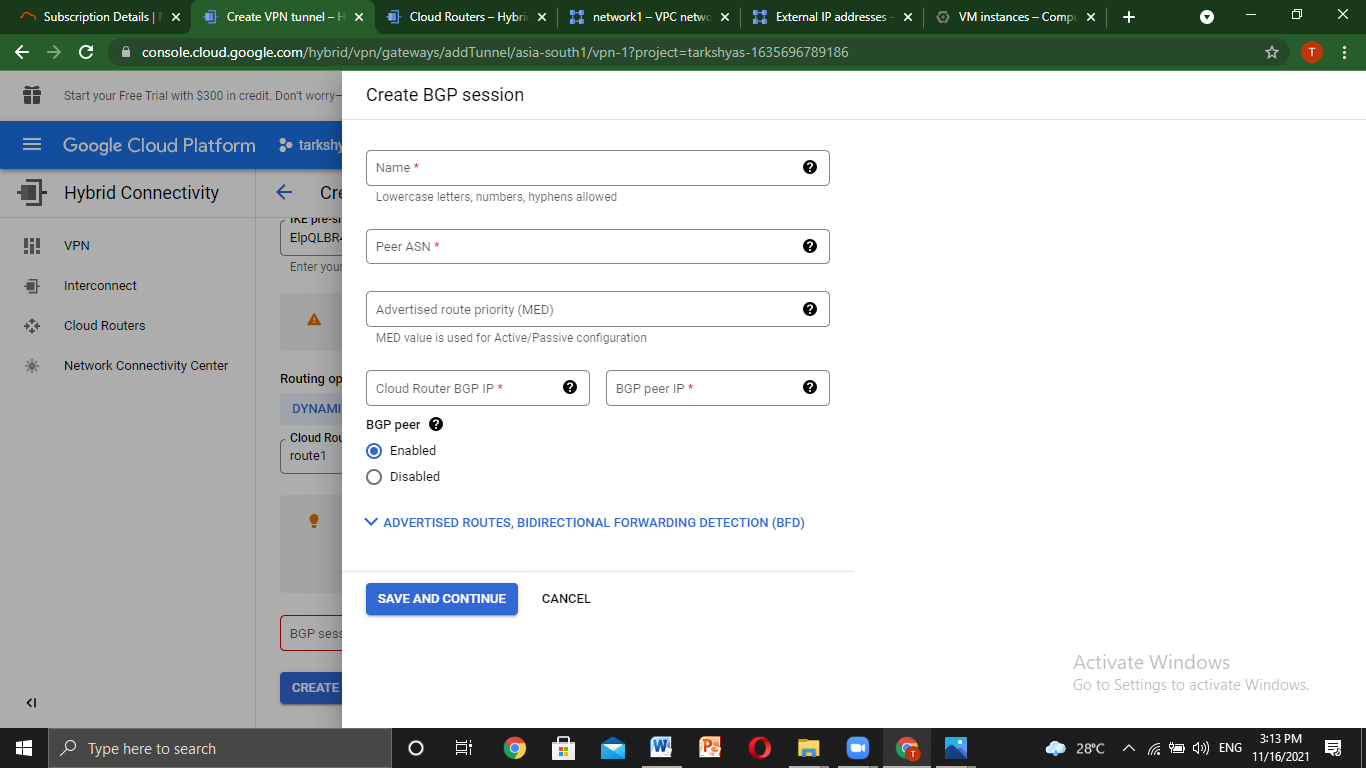 Subscription Details |
Create VPN tunnel – H
Cloud Routers – Hybri
network1 – VPC netwo
External IP addresses –
VM instances – Compu
console.cloud.google.com/hybrid/vpn/gateways/addTunnel/asia-south1/vpn-1?project=tarkshyas-1635696789186
T
Start your Free Trial with $300 in credit. Don't worry—
Create BGP session
Google Cloud Platform
tarkshy
Hybrid Connectivity
Cre
VPN
Interconnect
Cloud Routers
Network Connectivity Center
IKE pre-s
ElpQLBR
Enter your
Routing op
DYNAMI
Cloud Rou
route1
BGP sess
CREATE
Name *
Lowercase letters, numbers, hyphens allowed
Peer ASN *
Advertised route priority (MED)
MED value is used for Active/Passive configuration
Cloud Router BGP IP *
BGP peer IP *
BGP peer
Enabled
Disabled
ADVERTISED ROUTES, BIDIRECTIONAL FORWARDING DETECTION (BFD)
SAVE AND CONTINUE
CANCEL
Activate Windows
Go to Settings to activate Windows.
Type here to search
28°C
ENG
3:13 PM
11/16/2021